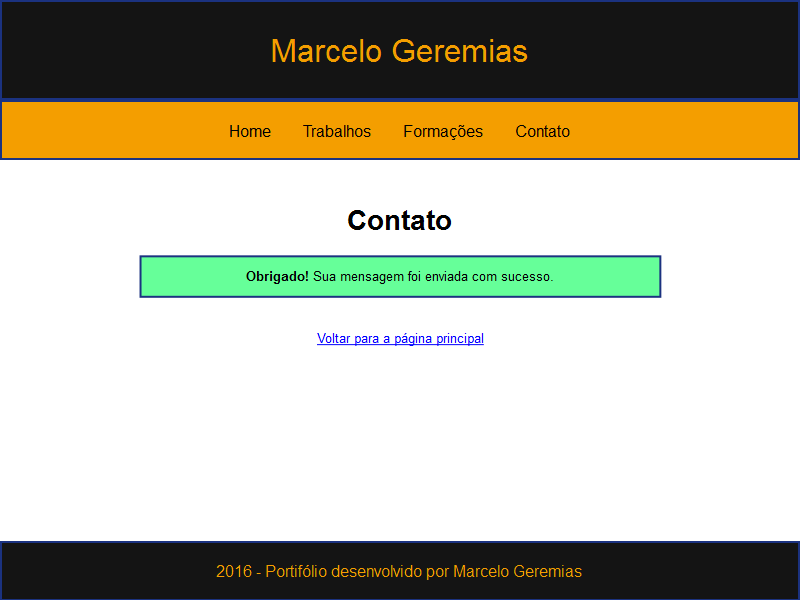 Marcelo Geremias
Home Trabalhos Formações Contato
Contato
Obrigado! Sua mensagem foi enviada com sucesso.
Voltar para a página principal
2016 - Portifólio desenvolvido por Marcelo Geremias